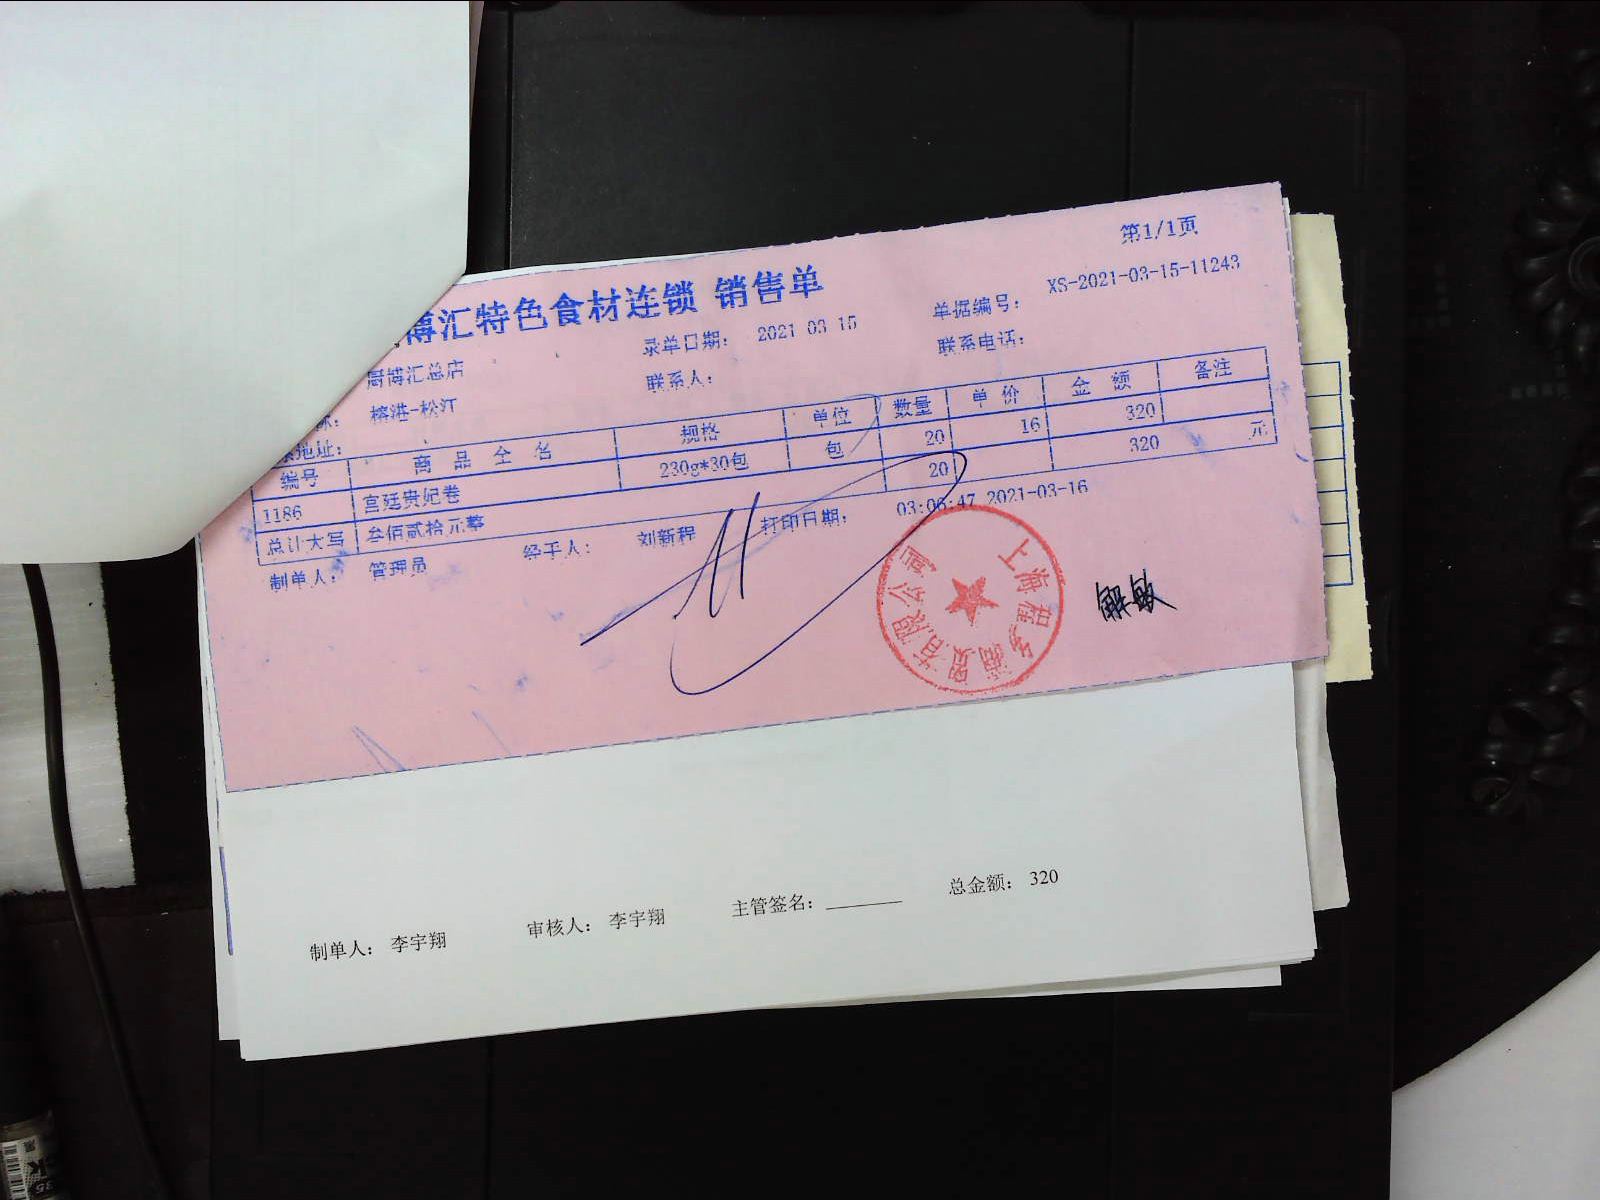 第1/1页
博汇特色食材连锁 销售单
录单日期： 2021 03 15 单据编号： XS-2021-03-15-11243
厨博汇总店 联系人： 联系电话：
榕港-松江
地址：
编号 商品全名 规格 单位 数量 单价 金额 备注
1186 宫廷贵妃卷 230g*30包 包 20 16 320
总计大写 叁佰贰拾元整 20 320 元
制单人： 管理员 经手人： 刘新程 打印日期： 03:06:47 2021-03-16
解敏
制单人： 李宇翔 审核人： 李宇翔 主管签名： 总金额： 320